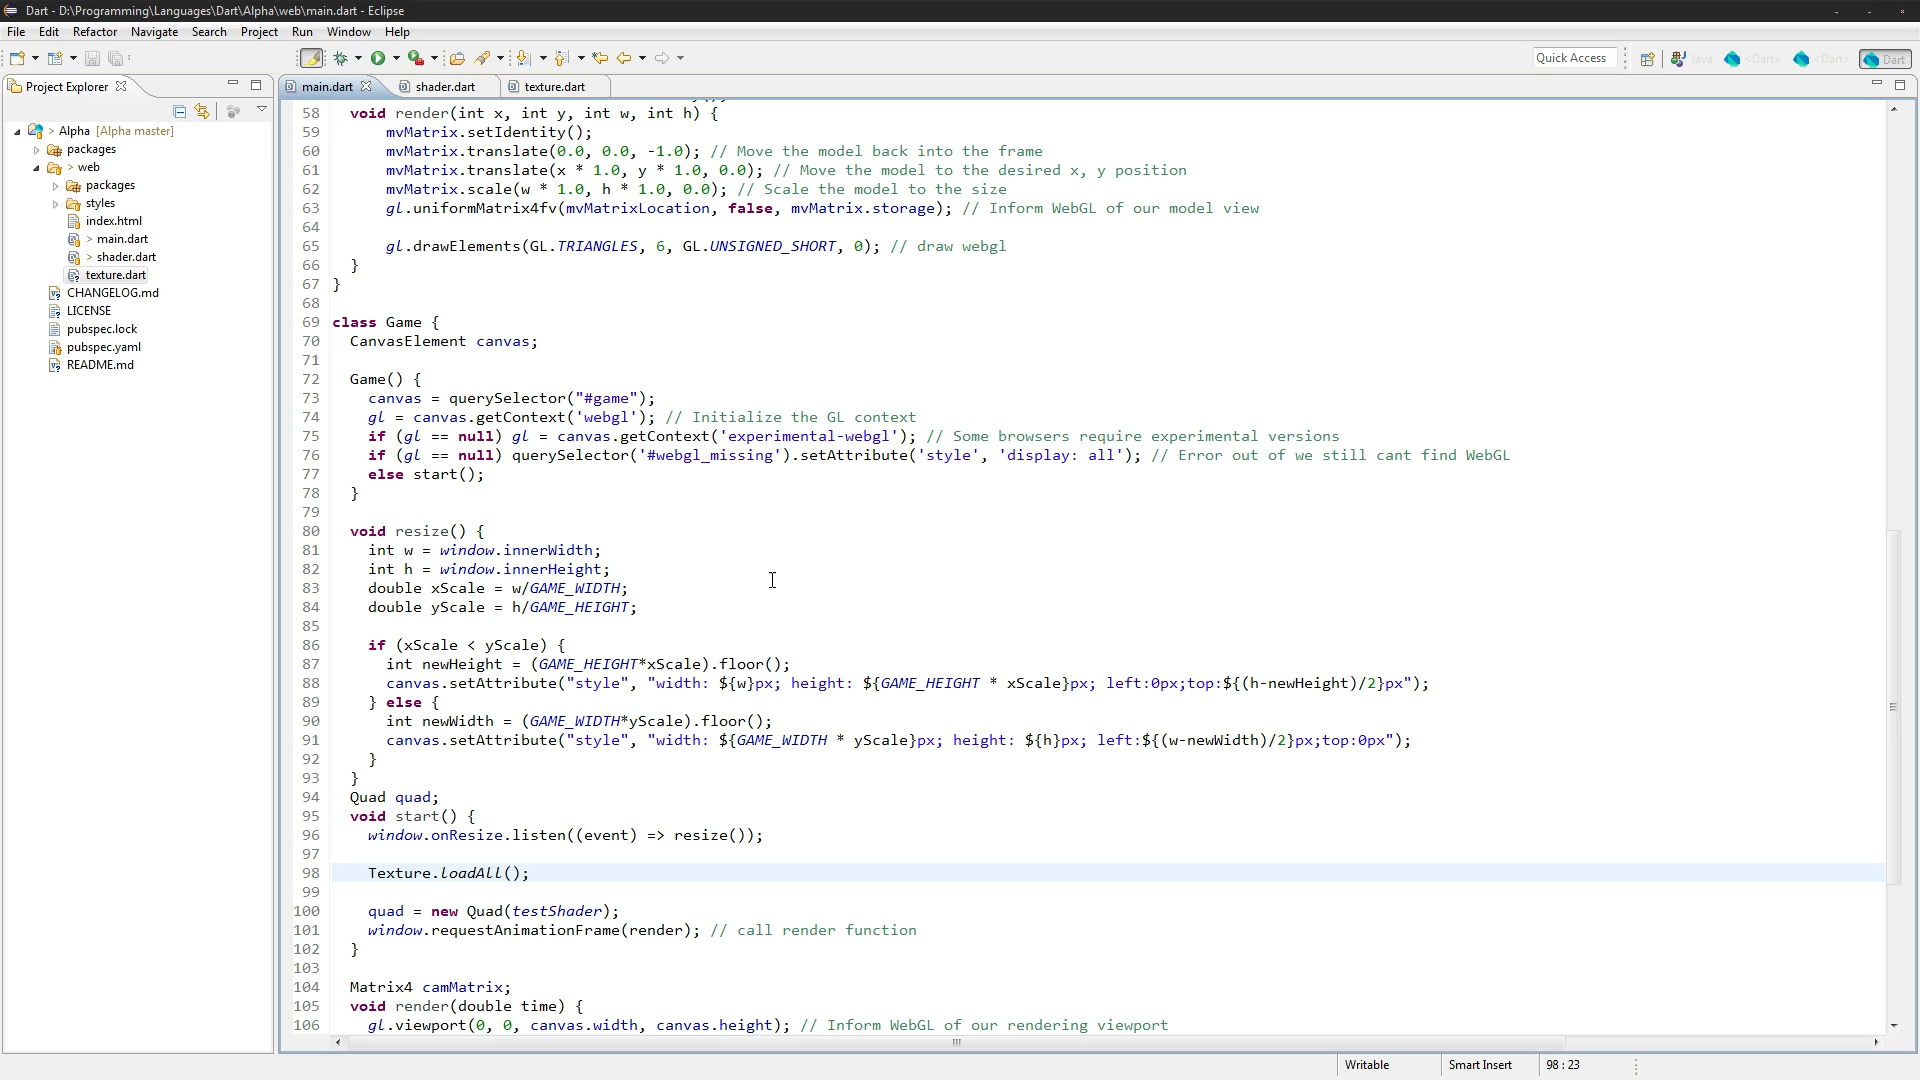 Dart - D:\Programming\Languages\Dart\Alpha\web\main.dart - Eclipse
File Edit Refactor Navigate Search Project Run Window Help
Quick Access
Java
<Dart>
<Dart>
Dart
Project Explorer
> Alpha [Alpha master]
packages
> web
packages
styles
index.html
> main.dart
> shader.dart
texture.dart
CHANGELOG.md
LICENSE
pubspec.lock
pubspec.yaml
README.md
main.dart
shader.dart
texture.dart
58 void render(int x, int y, int w, int h) {
59 mvMatrix.setIdentity();
60 mvMatrix.translate(0.0, 0.0, -1.0); // Move the model back into the frame
61 mvMatrix.translate(x * 1.0, y * 1.0, 0.0); // Move the model to the desired x, y position
62 mvMatrix.scale(w * 1.0, h * 1.0, 0.0); // Scale the model to the size
63 gl.uniformMatrix4fv(mvMatrixLocation, false, mvMatrix.storage); // Inform WebGL of our model view
64
65 gl.drawElements(GL.TRIANGLES, 6, GL.UNSIGNED_SHORT, 0); // draw webgl
66 }
67 }
68
69 class Game {
70 CanvasElement canvas;
71
72 Game() {
73 canvas = querySelector("#game");
74 gl = canvas.getContext('webgl'); // Initialize the GL context
75 if (gl == null) gl = canvas.getContext('experimental-webgl'); // Some browsers require experimental versions
76 if (gl == null) querySelector('#webgl_missing').setAttribute('style', 'display: all'); // Error out of we still cant find WebGL
77 else start();
78 }
79
80 void resize() {
81 int w = window.innerWidth;
82 int h = window.innerHeight;
83 double xScale = w/GAME_WIDTH;
84 double yScale = h/GAME_HEIGHT;
85
86 if (xScale < yScale) {
87 int newHeight = (GAME_HEIGHT*xScale).floor();
88 canvas.setAttribute("style", "width: ${w}px; height: ${GAME_HEIGHT * xScale}px; left:0px;top:${(h-newHeight)/2}px");
89 } else {
90 int newWidth = (GAME_WIDTH*yScale).floor();
91 canvas.setAttribute("style", "width: ${GAME_WIDTH * yScale}px; height: ${h}px; left:${(w-newWidth)/2}px;top:0px");
92 }
93 }
94 Quad quad;
95 void start() {
96 window.onResize.listen((event) => resize());
97
98 Texture.loadAll();
99
100 quad = new Quad(testShader);
101 window.requestAnimationFrame(render); // call render function
102 }
103
104 Matrix4 camMatrix;
105 void render(double time) {
106 gl.viewport(0, 0, canvas.width, canvas.height); // Inform WebGL of our rendering viewport
Writable
Smart Insert
98 : 23